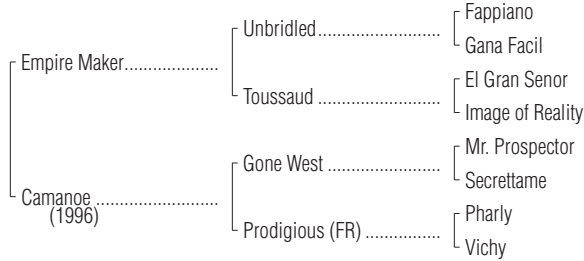 Fappiano
Unbridled
Gana Facil
Empire Maker
El Gran Senor
Toussaud
Image of Reality
Mr. Prospector
Gone West
Secrettame
Camanoe
(1996)
Pharly
Prodigious (FR)
Vichy